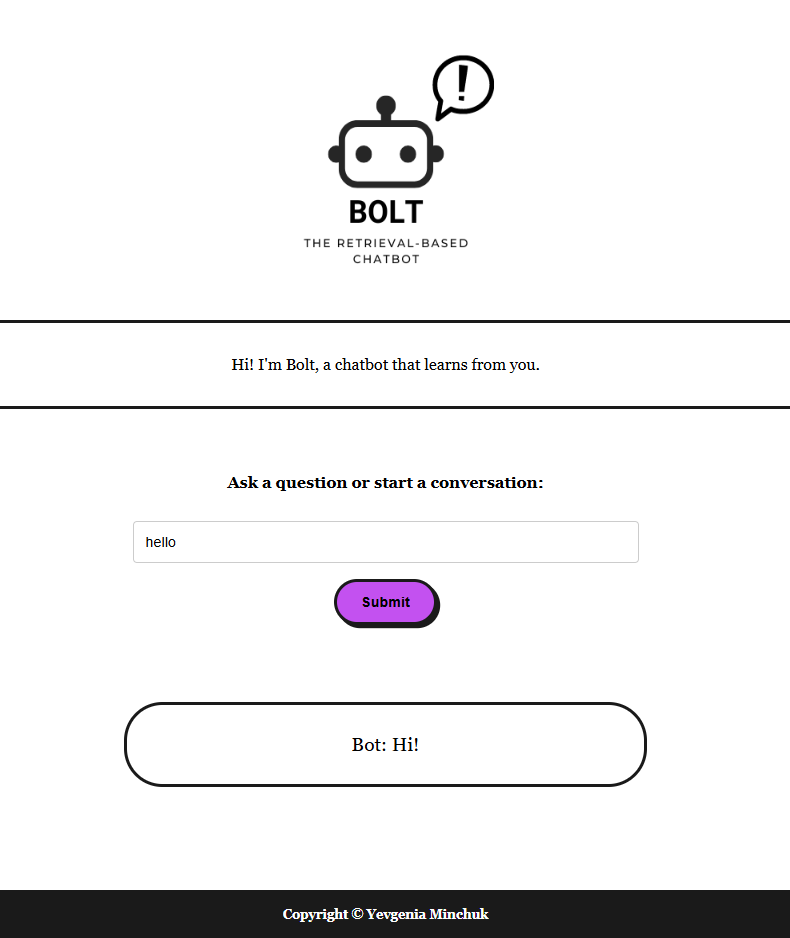 !
BOLT
THE RETRIEVAL-BASED
CHATBOT
Hi! I'm Bolt, a chatbot that learns from you.
Ask a question or start a conversation:
hello
Submit
Bot: Hi!
Copyright © Yevgenia Minchuk